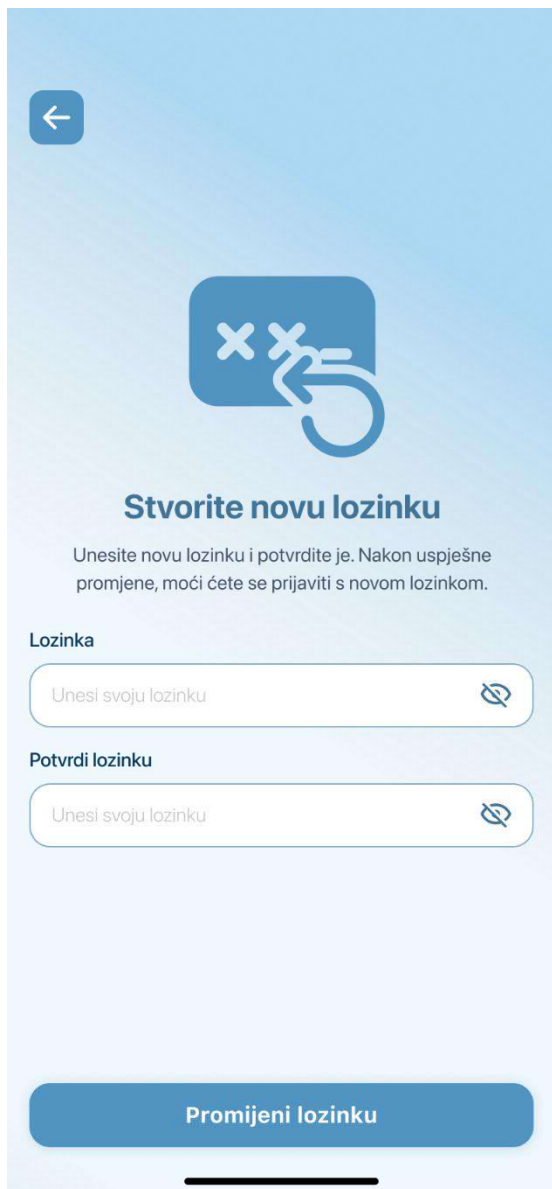 Stvorite novu lozinku
Unesite novu lozinku i potvrdite je. Nakon uspješne
promjene, moći ćete se prijaviti s novom lozinkom.
Lozinka
Unesi svoju lozinku
Potvrdi lozinku
Unesi svoju lozinku
Promijeni lozinku